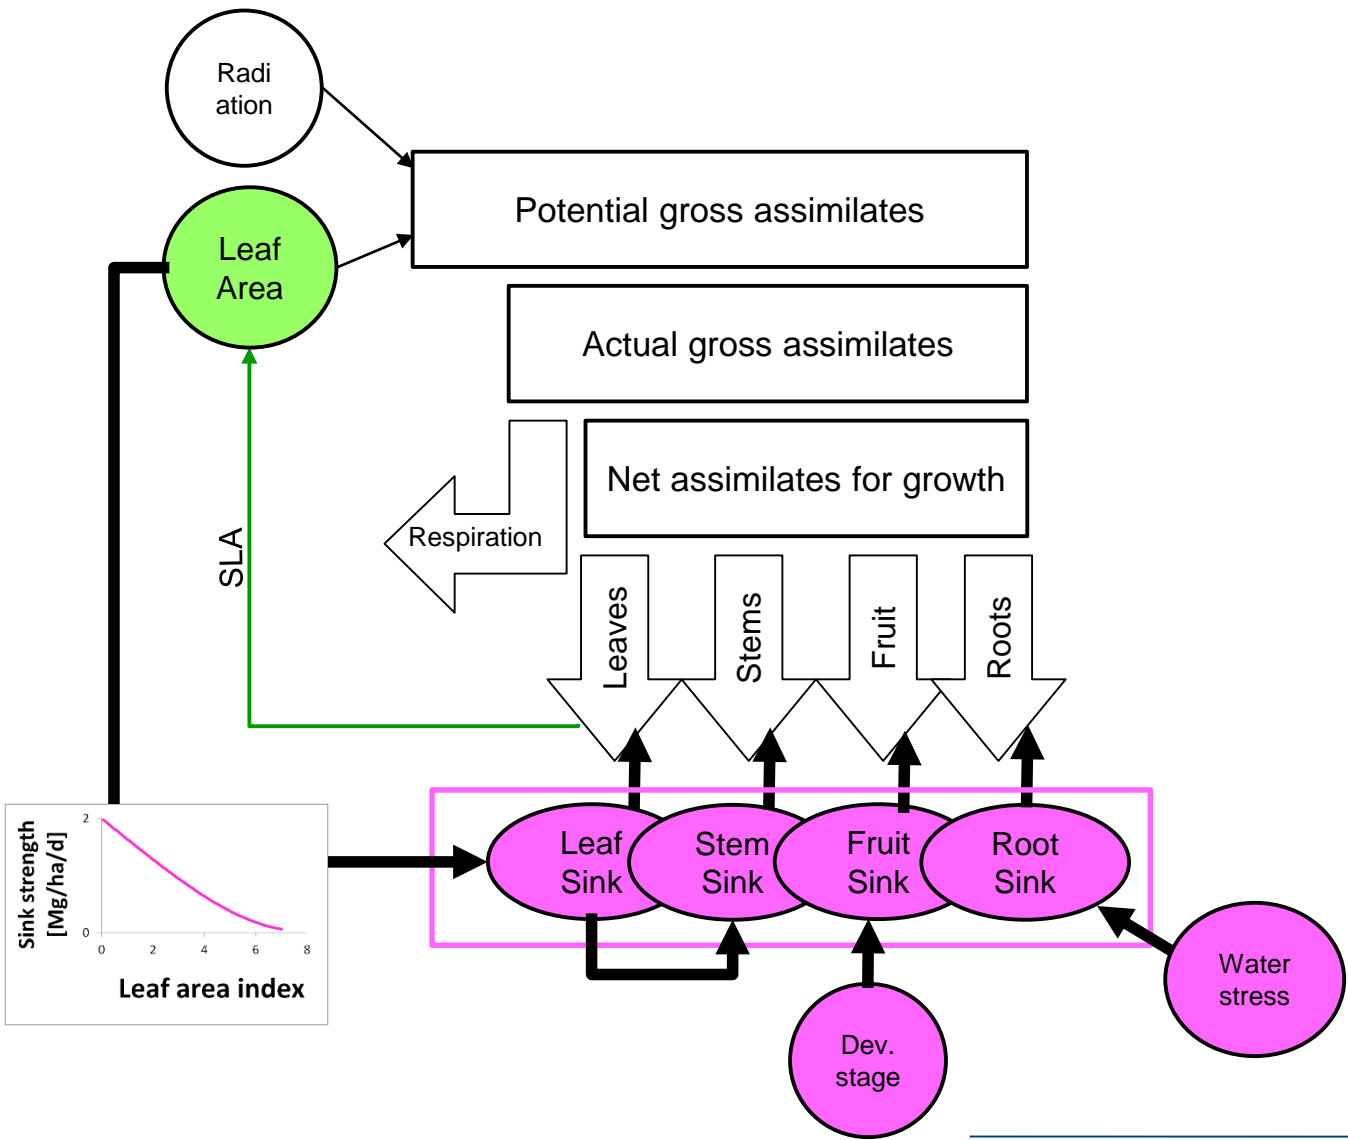 Radi
ation
Potential gross assimilates
Leaf
Area
Actual gross assimilates
Net assimilates for growth
Respiration
SLA
Leaves
Stems
Fruit
Roots
Sink strength
[Mg/ha/d]
2
0
0
2
4
6
8
Leaf area index
Leaf
Sink
Stem
Sink
Fruit
Sink
Root
Sink
Water
stress
Dev.
stage